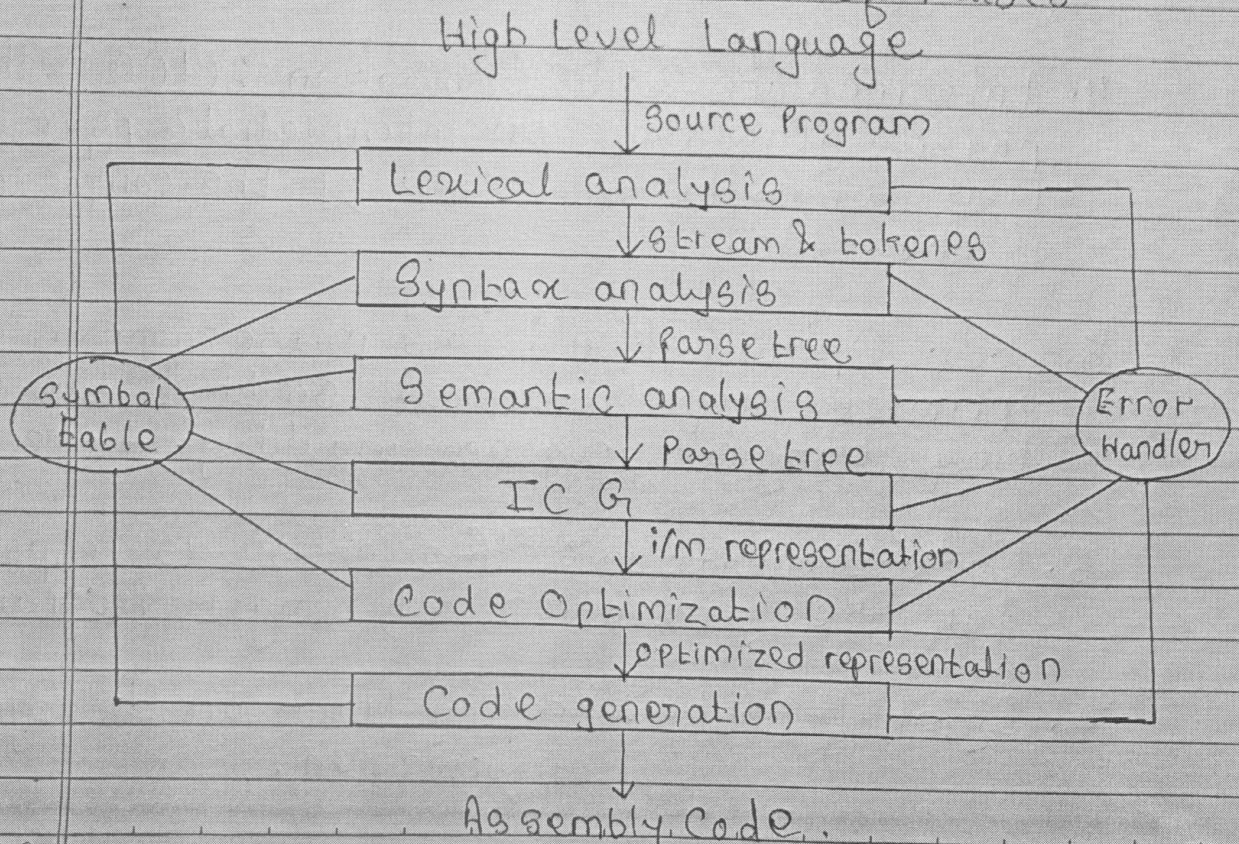 High Level Language
Source Program
Lexical analysis
Stream & tokenes
Syntax analysis
Parse tree
Semantic analysis
Symbol
table
Error
Handler
Parse tree
ICG
i/m representation
Code Optimization
optimized representation
Code generation
Assembly Code.